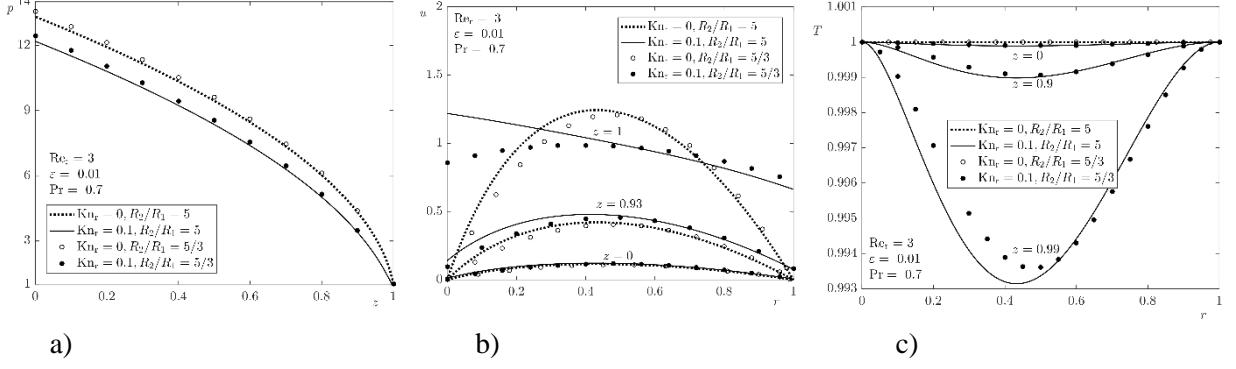 p
14
12
9
6
3
1
0
0.2
0.4
0.6
0.8
1
z
Re_r = 3
ε = 0.01
Pr = 0.7
Kn_r = 0, R_2/R_1 = 5
Kn_r = 0.1, R_2/R_1 = 5
Kn_r = 0, R_2/R_1 = 5/3
Kn_r = 0.1, R_2/R_1 = 5/3
a)
u
2
1.5
1
0.5
0
0
0.2
0.4
0.6
0.8
1
r
Re_r = 3
ε = 0.01
Pr = 0.7
Kn_r = 0, R_2/R_1 = 5
Kn_r = 0.1, R_2/R_1 = 5
Kn_r = 0, R_2/R_1 = 5/3
Kn_r = 0.1, R_2/R_1 = 5/3
z = 1
z = 0.93
z = 0
b)
T
1.001
1
0.999
0.998
0.997
0.996
0.995
0.994
0.993
0
0.2
0.4
0.6
0.8
1
r
z = 0
z = 0.9
Kn_r = 0, R_2/R_1 = 5
Kn_r = 0.1, R_2/R_1 = 5
Kn_r = 0, R_2/R_1 = 5/3
Kn_r = 0.1, R_2/R_1 = 5/3
z = 0.99
Re_r = 3
ε = 0.01
Pr = 0.7
c)